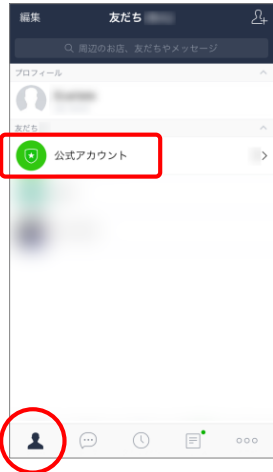 編集
友だち
周辺のお店、友だちやメッセージ
プロフィール
友だち
公式アカウント